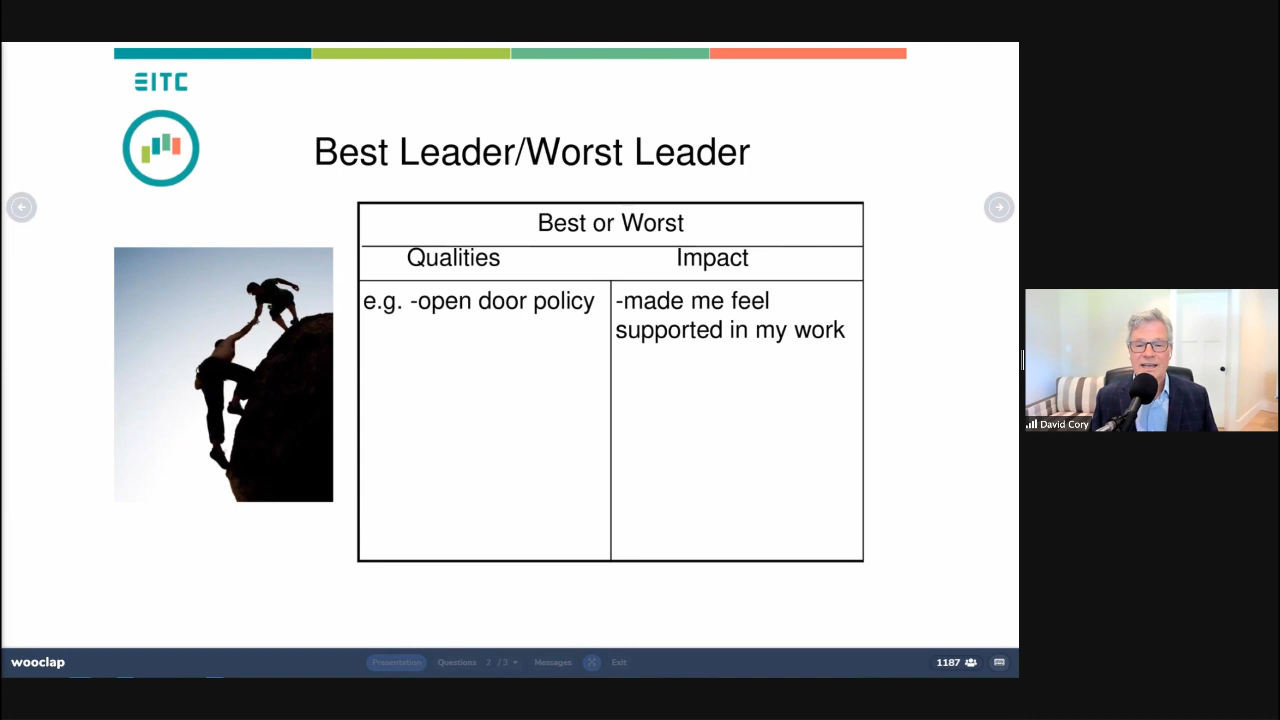 EITC
Best Leader/Worst Leader
Best or Worst
Qualities
Impact
e.g. -open door policy
-made me feel
supported in my work
David Cory
wooclap
Presentation
Questions 2 / 3
Messages
Exit
1187